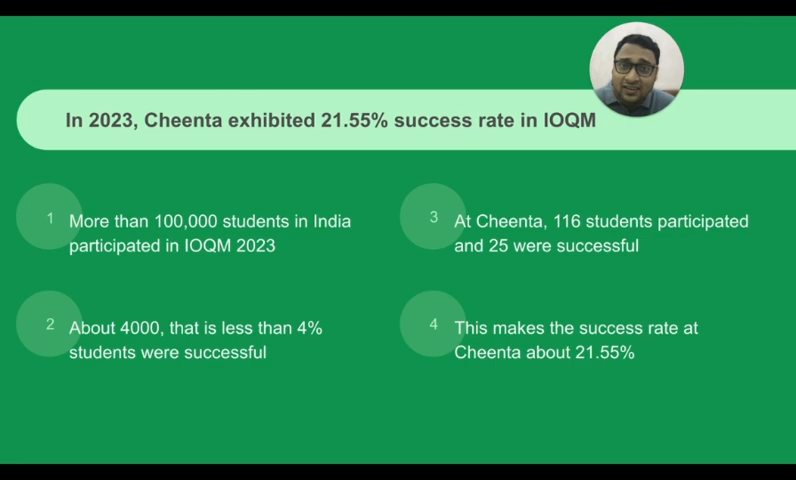 In 2023, Cheenta exhibited 21.55% success rate in IOQM
1
More than 100,000 students in India
participated in IOQM 2023
2
About 4000, that is less than 4%
students were successful
3
At Cheenta, 116 students participated
and 25 were successful
4
This makes the success rate at
Cheenta about 21.55%